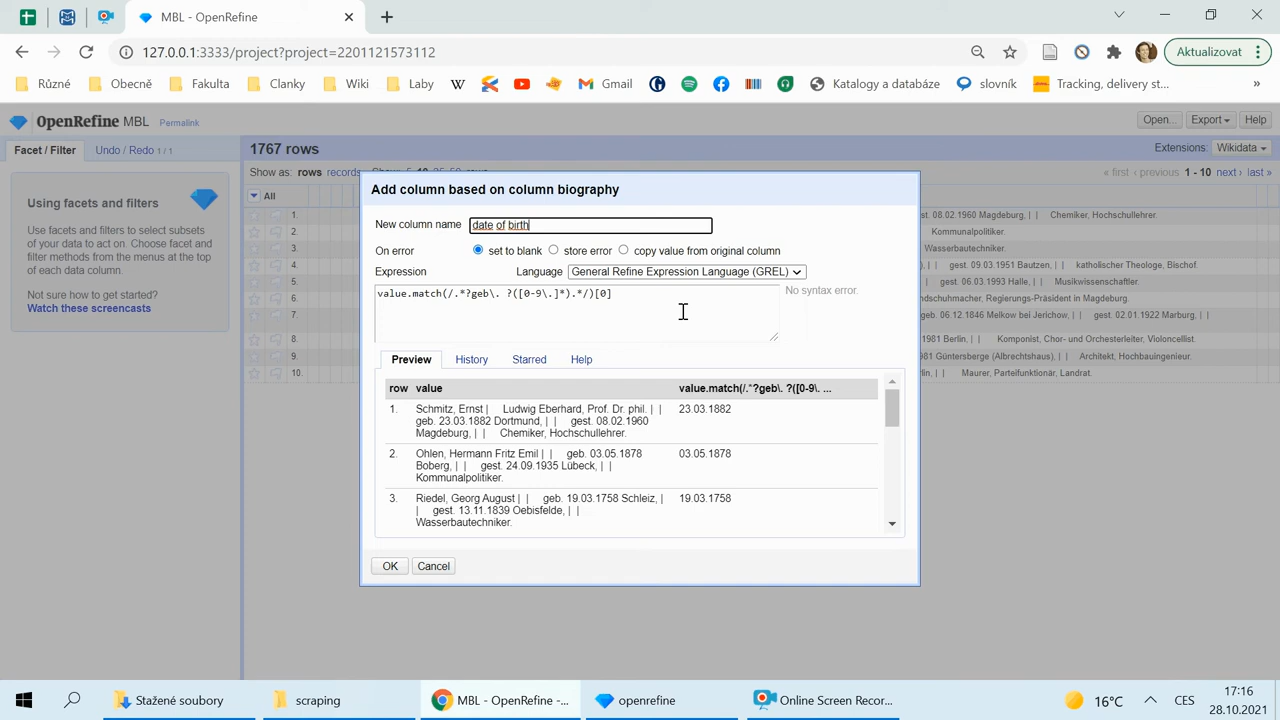 MBL - OpenRefine
127.0.0.1:3333/project?project=2201121573112
Aktualizovat
Různé
Obecně
Fakulta
Clanky
Wiki
Laby
Gmail
Katalogy a databáze
slovník
Tracking, delivery st...
»
OpenRefine MBL Permalink
Open...
Export
Help
Facet / Filter
Undo / Redo 1 / 1
1767 rows
Extensions: Wikidata
Show as: rows records
« first ‹ previous 1 - 10 next › last »
All
Using facets and filters
Use facets and filters to select subsets
of your data to act on. Choose facet and
filter methods from the menus at the top
of each data column.
Not sure how to get started?
Watch these screencasts
1.
2.
3.
4.
5.
6.
7.
8.
9.
10.
gest. 08.02.1960 Magdeburg, | | Chemiker, Hochschullehrer.
Kommunalpolitiker.
Wasserbautechniker.
gest. 09.03.1951 Bautzen, | | katholischer Theologe, Bischof.
Musikwissenschaftler.
in Magdeburg.
geb. 06.12.1846 Melkow bei Jerichow, | | gest. 02.01.1922 Marburg, | |
1981 Berlin, | | Komponist, Chor- und Orchesterleiter, Violoncellist.
1981 Güntersberge (Albrechtshaus), | | Architekt, Hochbauingenieur.
in, | | Maurer, Parteifunktionär, Landrat.
Add column based on column biography
New column name date of birth
On error set to blank store error copy value from original column
Expression Language General Refine Expression Language (GREL)
value.match(/.*?geb\. ?([0-9\.]*).*/)[0]
No syntax error.
Preview History Starred Help
row value value.match(/.*?geb\. ?([0-9\. ...
1. Schmitz, Ernst | Ludwig Eberhard, Prof. Dr. phil. | | 23.03.1882
geb. 23.03.1882 Dortmund, | | gest. 08.02.1960
Magdeburg, | | Chemiker, Hochschullehrer.
2. Ohlen, Hermann Fritz Emil | | geb. 03.05.1878 03.05.1878
Boberg, | | gest. 24.09.1935 Lübeck, | |
Kommunalpolitiker.
3. Riedel, Georg August | | geb. 19.03.1758 Schleiz, | 19.03.1758
| gest. 13.11.1839 Oebisfelde, | |
Wasserbautechniker.
OK Cancel
Stažené soubory
scraping
MBL - OpenRefine -...
openrefine
Online Screen Recor...
16°C
CES
17:16
28.10.2021